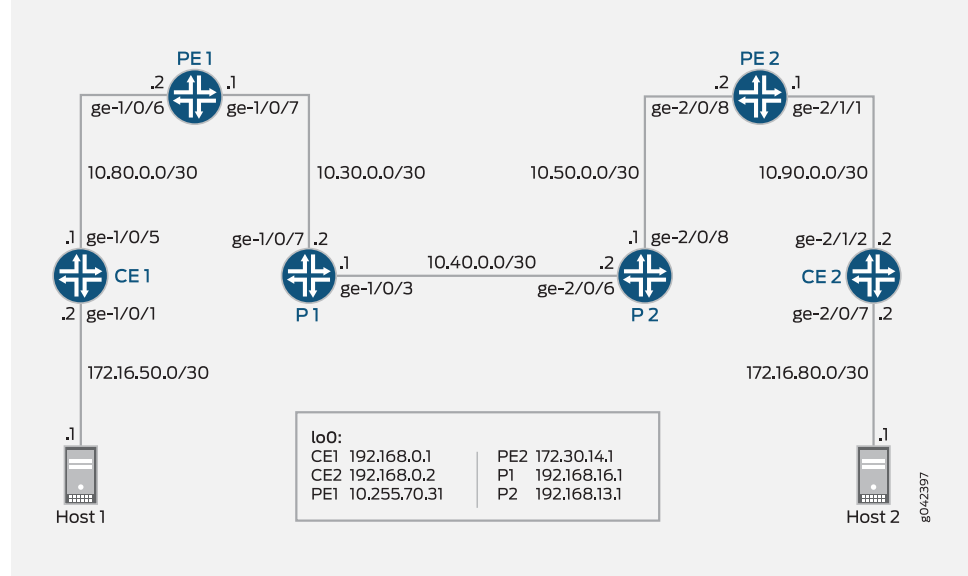 PE 1
PE 2
.2 .1
.2 .1
ge-1/0/6 ge-1/0/7
ge-2/0/8 ge-2/1/1
10.80.0.0/30
10.30.0.0/30
10.50.0.0/30
10.90.0.0/30
.1 ge-1/0/5
ge-1/0/7 .2
.1 ge-2/0/8
ge-2/1/2 .2
CE 1
.1
10.40.0.0/30
.2
CE 2
ge-1/0/3
ge-2/0/6
.2 ge-1/0/1
P 1
P 2
ge-2/0/7 .2
172.16.50.0/30
172.16.80.0/30
.1
.1
lo0:
CE1 192.168.0.1
CE2 192.168.0.2
PE1 10.255.70.31
PE2 172.30.14.1
P1 192.168.16.1
P2 192.168.13.1
Host 1
Host 2
g042397